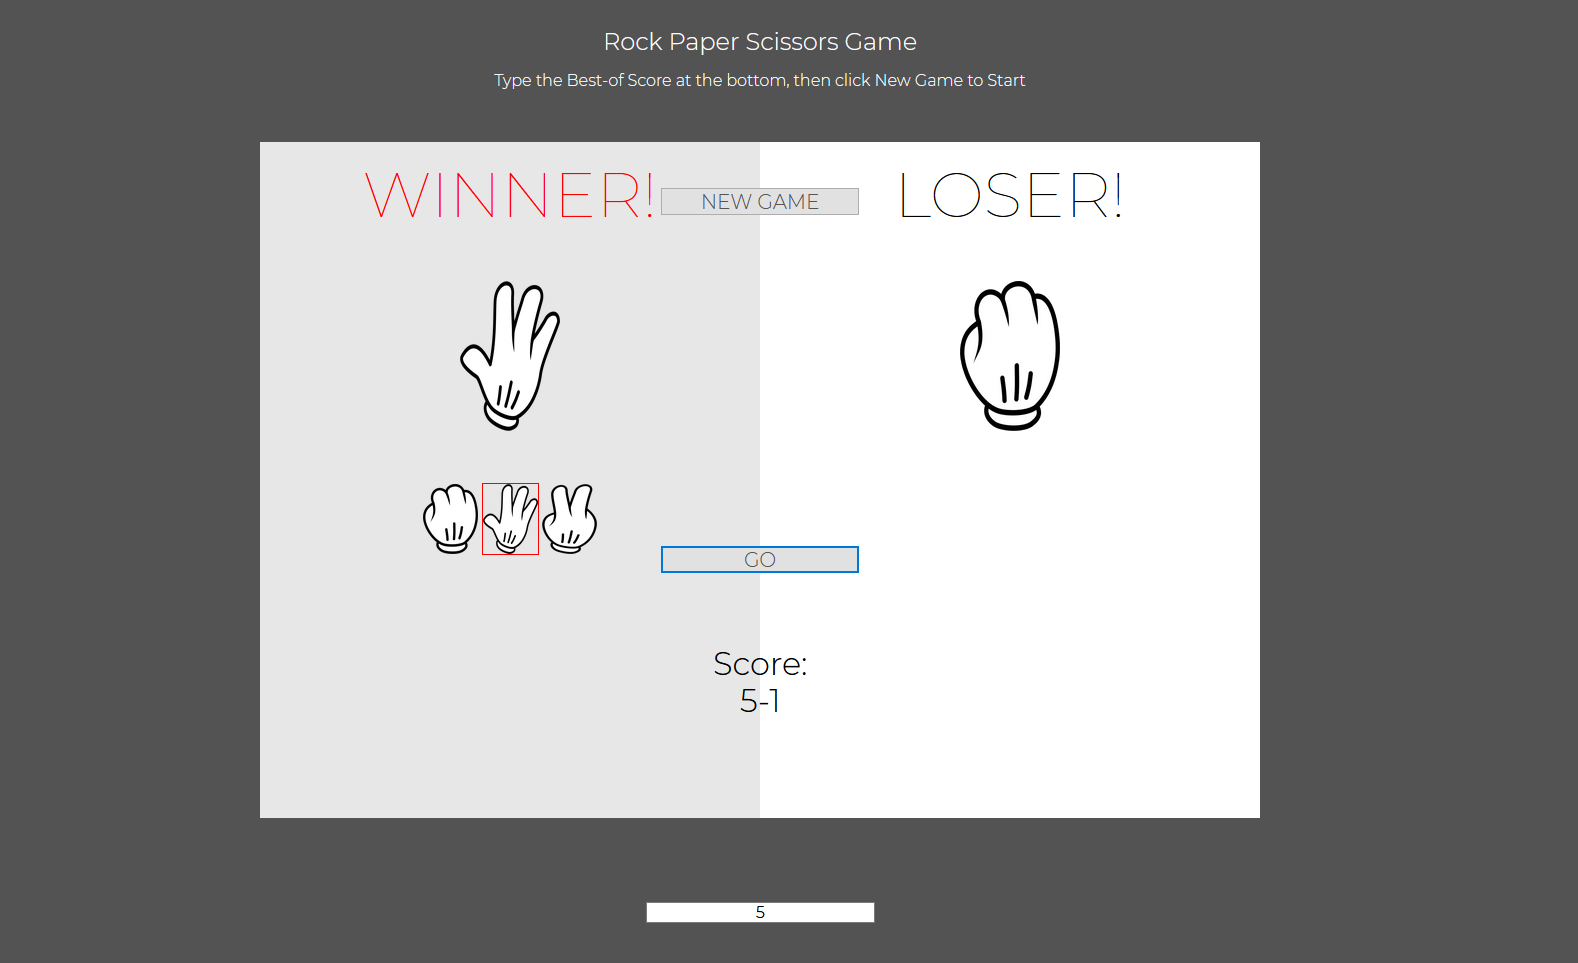 Rock Paper Scissors Game
Type the Best-of Score at the bottom, then click New Game to Start
WINNER!
NEW GAME
LOSER!
GO
Score:
5-1
5